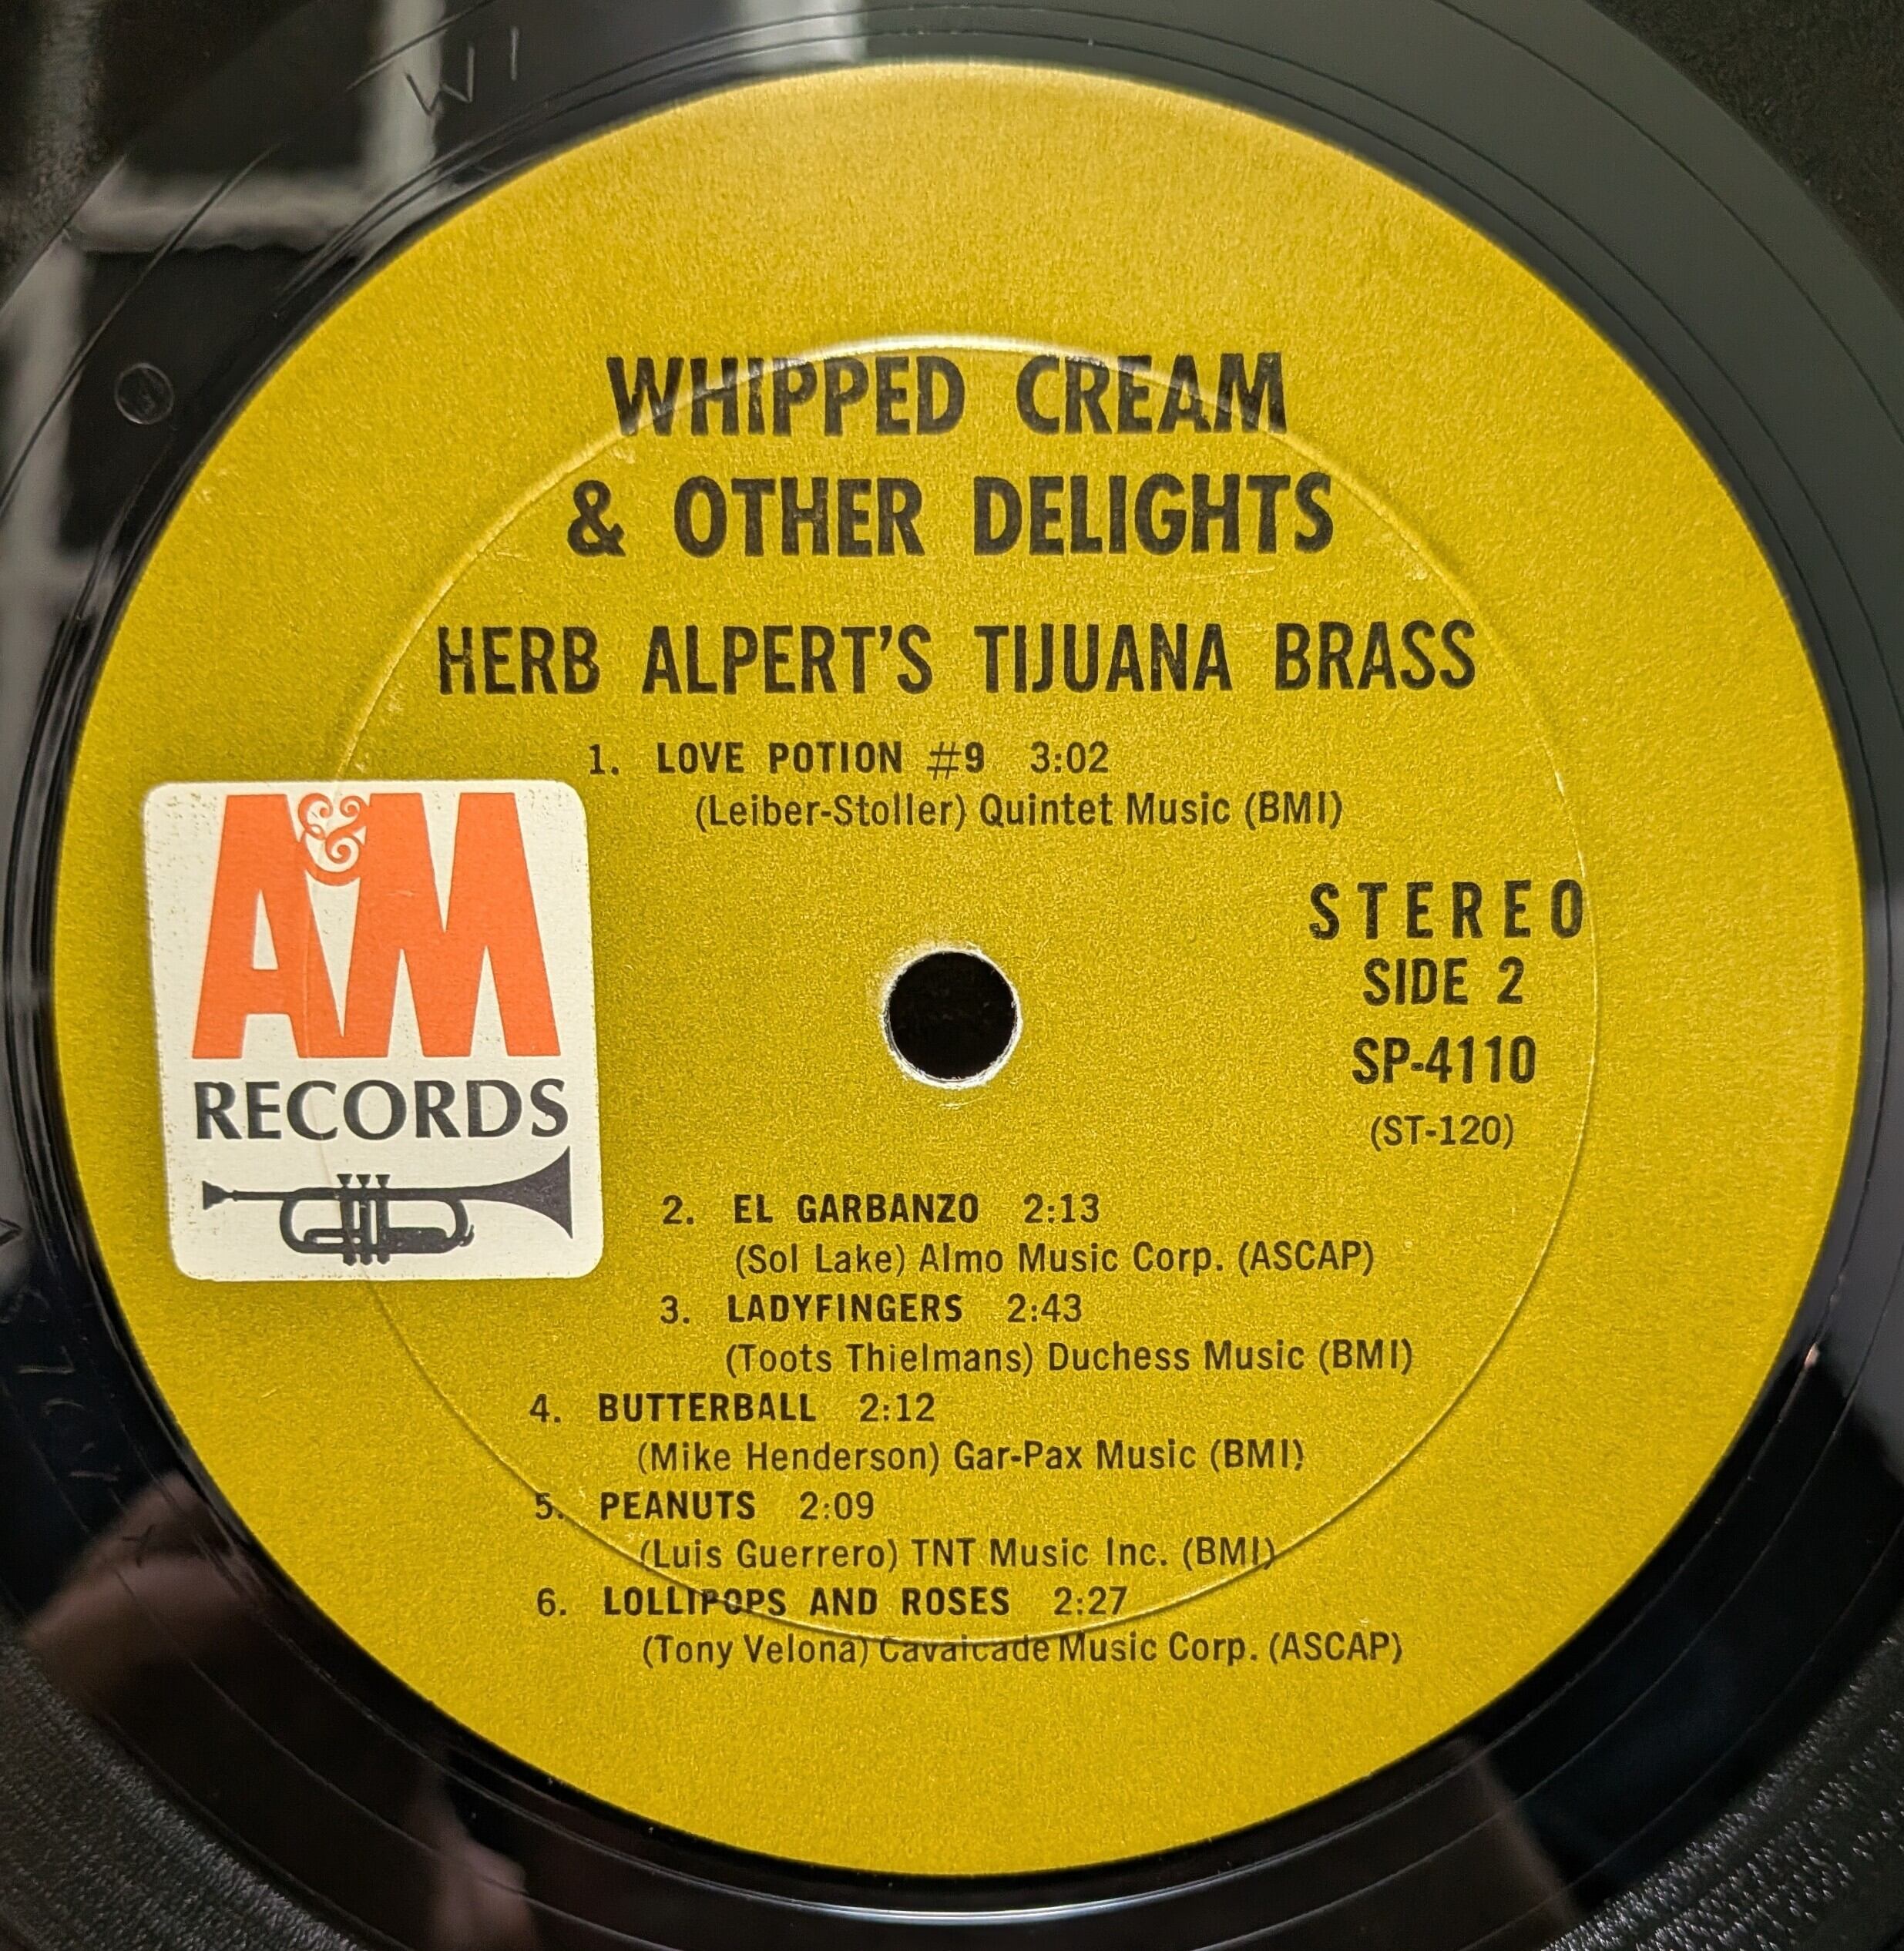 WHIPPED CREAM
& OTHER DELIGHTS
HERB ALPERT'S TIJUANA BRASS
1. LOVE POTION #9 3:02
(Leiber-Stoller) Quintet Music (BMI)
A&M
RECORDS
STEREO
SIDE 2
SP-4110
(ST-120)
2. EL GARBANZO 2:13
(Sol Lake) Almo Music Corp. (ASCAP)
3. LADYFINGERS 2:43
(Toots Thielmans) Duchess Music (BMI)
4. BUTTERBALL 2:12
(Mike Henderson) Gar-Pax Music (BMI)
5. PEANUTS 2:09
(Luis Guerrero) TNT Music Inc. (BMI)
6. LOLLIPOPS AND ROSES 2:27
(Tony Velona) Cavalcade Music Corp. (ASCAP)